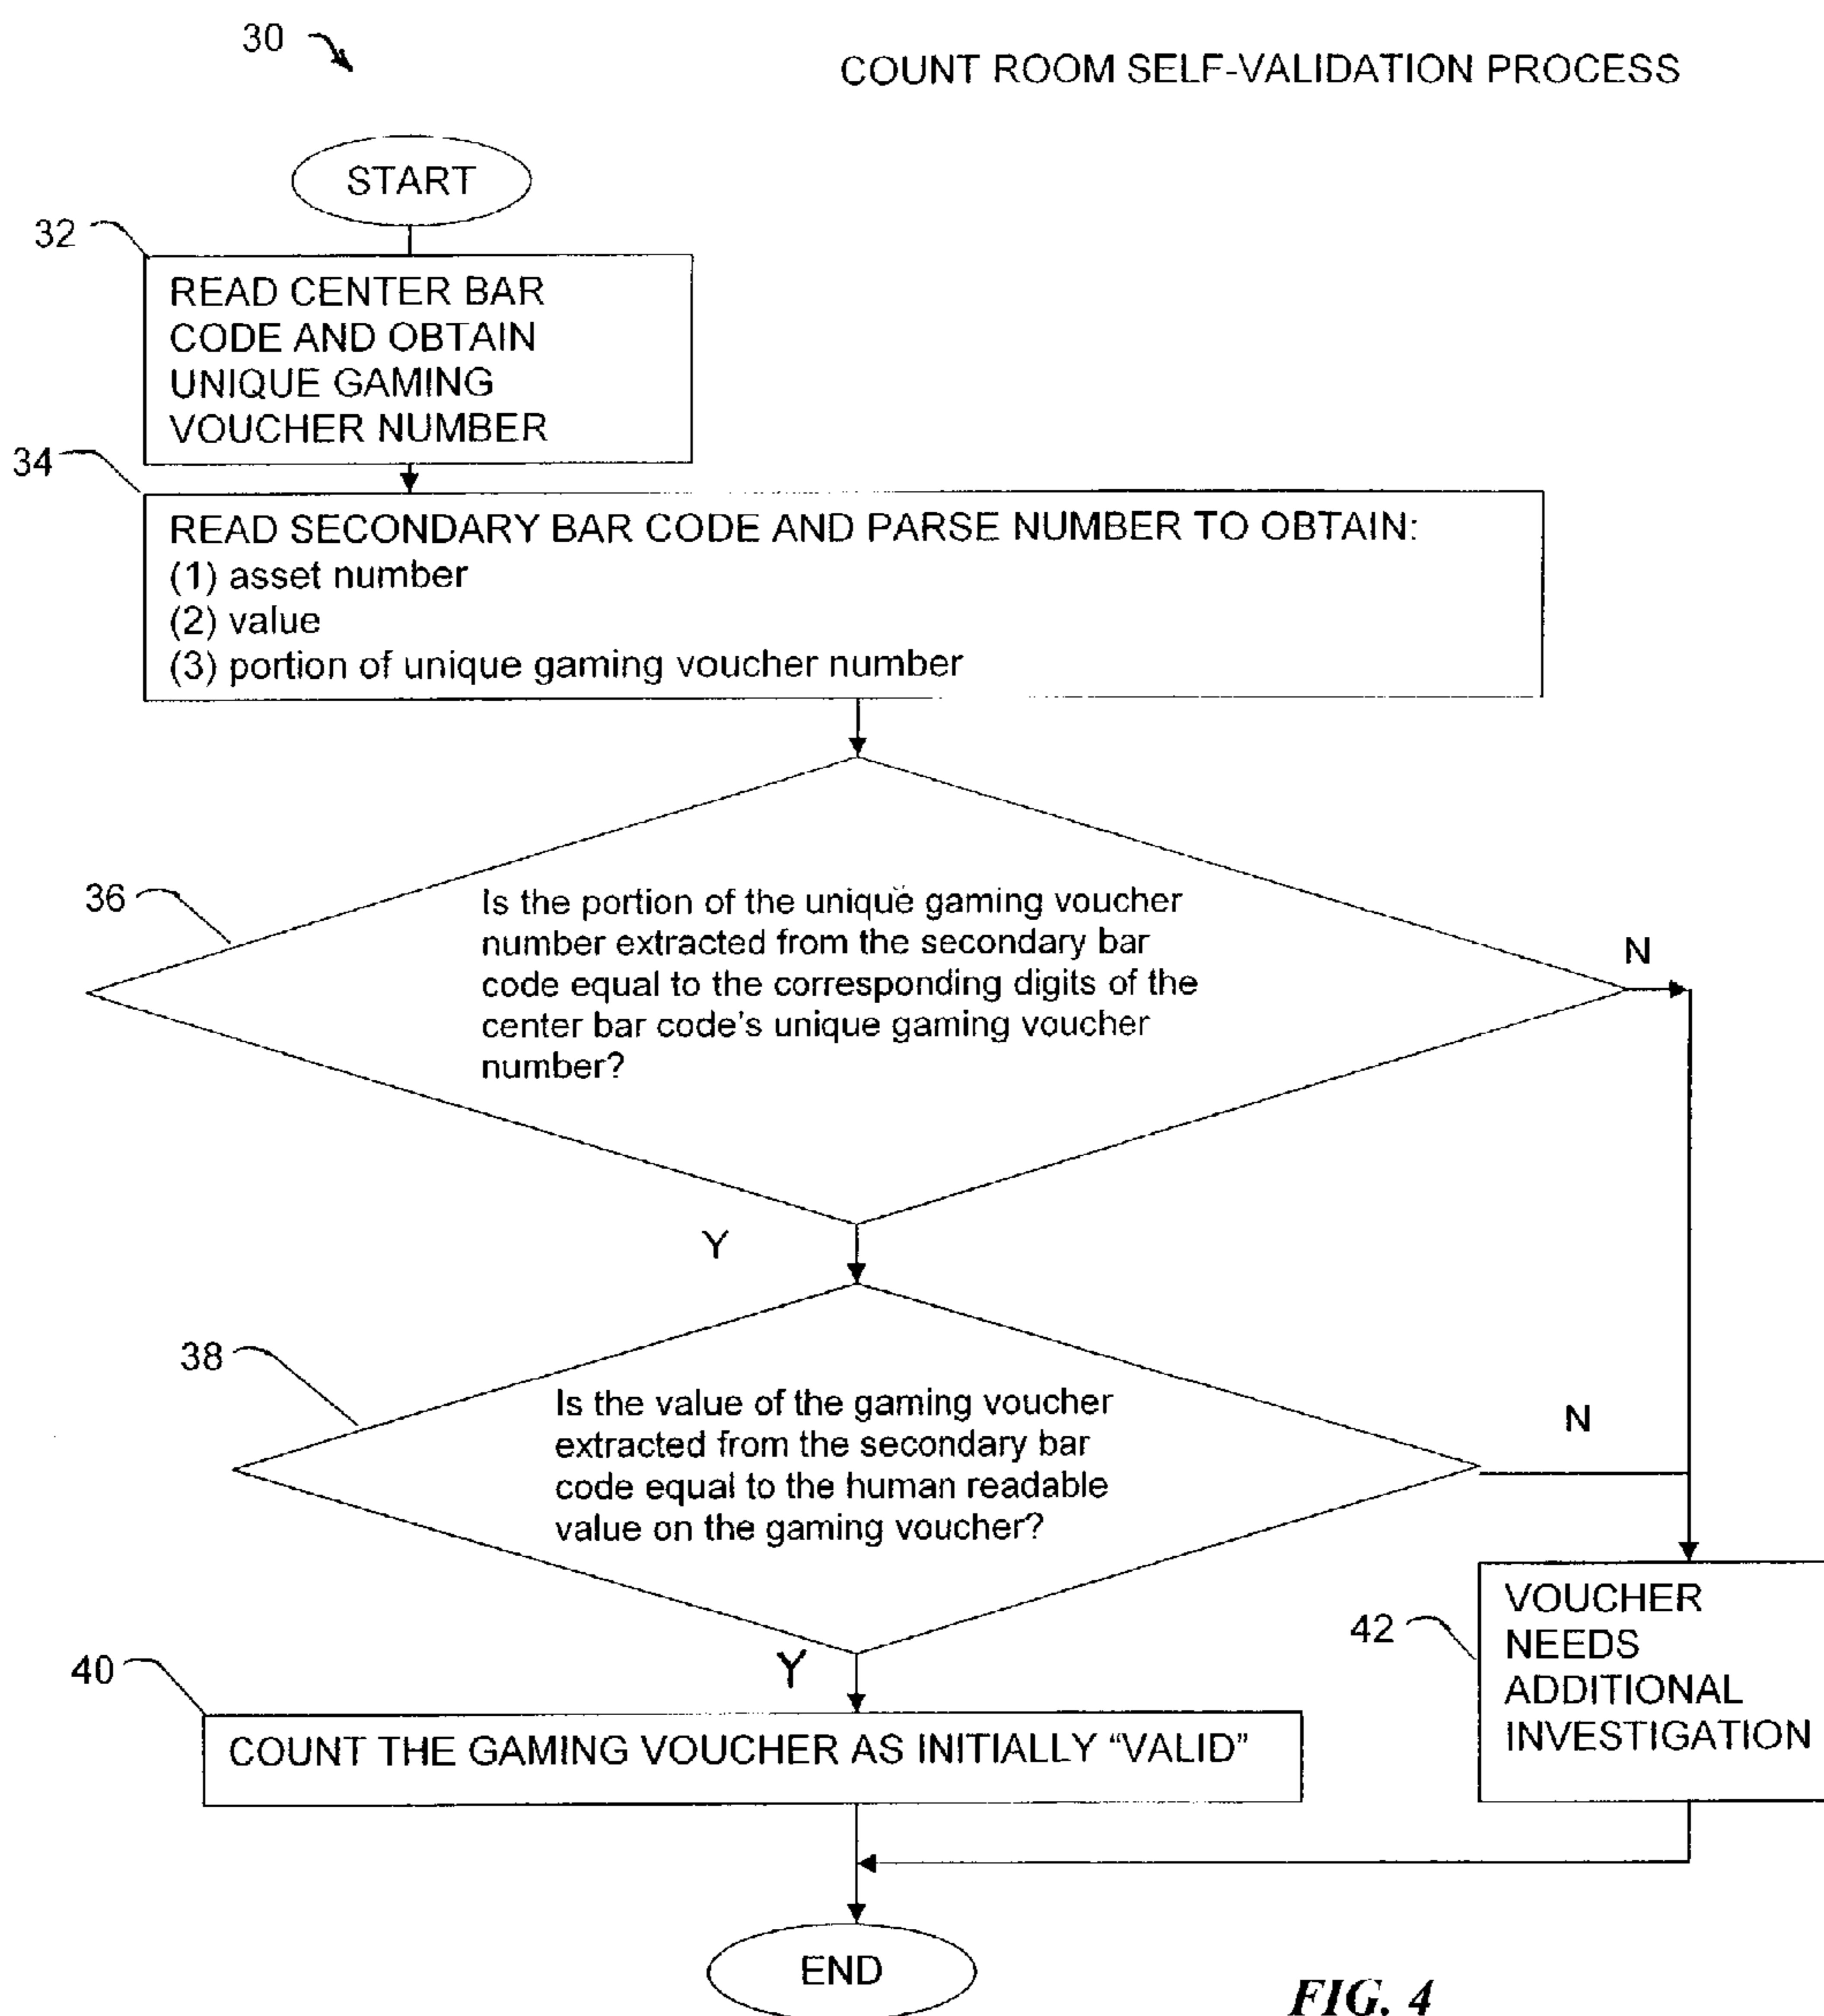 30
COUNT ROOM SELF-VALIDATION PROCESS
START
32
READ CENTER BAR
CODE AND OBTAIN
UNIQUE GAMING
VOUCHER NUMBER
34
READ SECONDARY BAR CODE AND PARSE NUMBER TO OBTAIN:
(1) asset number
(2) value
(3) portion of unique gaming voucher number
36
Is the portion of the unique gaming voucher
number extracted from the secondary bar
code equal to the corresponding digits of the
center bar code's unique gaming voucher
number?
N
Y
38
Is the value of the gaming voucher
extracted from the secondary bar
code equal to the human readable
value on the gaming voucher?
N
Y
40
COUNT THE GAMING VOUCHER AS INITIALLY “VALID”
42
VOUCHER
NEEDS
ADDITIONAL
INVESTIGATION
END
FIG. 4